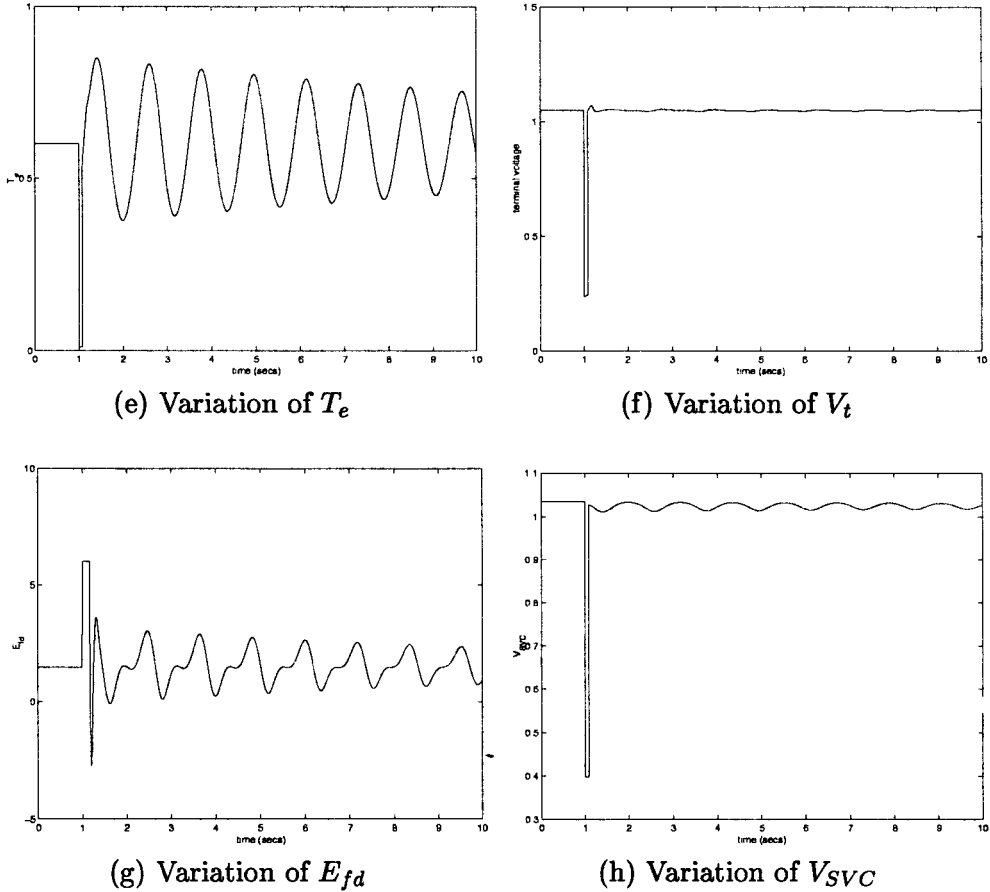 1
0.5
0
T_e
0 1 2 3 4 5 6 7 8 9 10
time (secs)
(e) Variation of T_e
1.5
1
0.5
0
terminal voltage
0 1 2 3 4 5 6 7 8 9 10
time (secs)
(f) Variation of V_t
10
5
0
−5
E_fd
0 1 2 3 4 5 6 7 8 9 10
time (secs)
(g) Variation of E_fd
1.1
1
0.9
0.8
0.7
0.6
0.5
0.4
0.3
V_SVC
0 1 2 3 4 5 6 7 8 9 10
time (secs)
(h) Variation of V_SVC